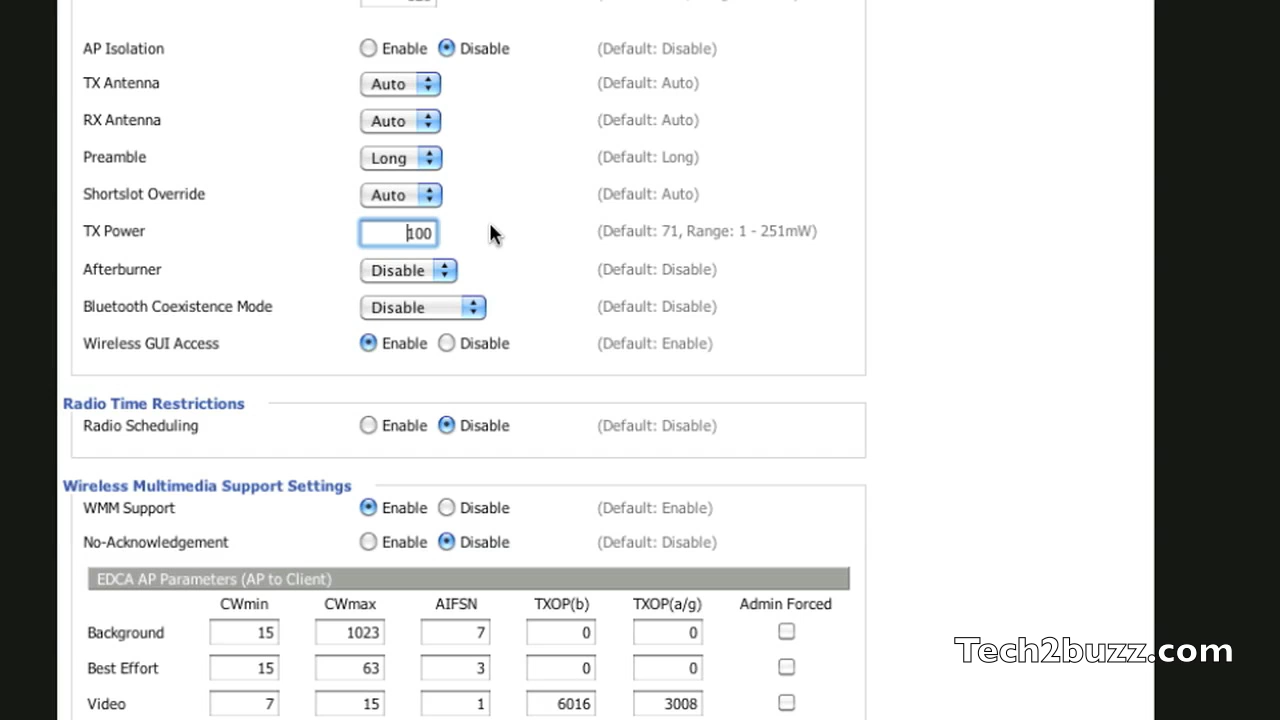 AP Isolation Enable Disable (Default: Disable)
TX Antenna Auto (Default: Auto)
RX Antenna Auto (Default: Auto)
Preamble Long (Default: Long)
Shortslot Override Auto (Default: Auto)
TX Power 100 (Default: 71, Range: 1 - 251mW)
Afterburner Disable (Default: Disable)
Bluetooth Coexistence Mode Disable (Default: Disable)
Wireless GUI Access Enable Disable (Default: Enable)
Radio Time Restrictions
Radio Scheduling Enable Disable (Default: Disable)
Wireless Multimedia Support Settings
WMM Support Enable Disable (Default: Enable)
No-Acknowledgement Enable Disable (Default: Disable)
EDCA AP Parameters (AP to Client)
CWmin CWmax AIFSN TXOP(b) TXOP(a/g) Admin Forced
Background 15 1023 7 0 0
Best Effort 15 63 3 0 0
Tech2buzz.com
Video 7 15 1 6016 3008